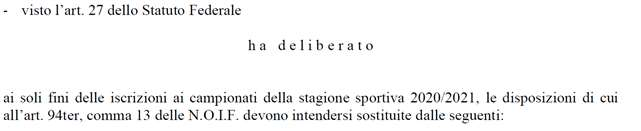 - visto l'art. 27 dello Statuto Federale
h a d e l i b e r a t o
ai soli fini delle iscrizioni ai campionati della stagione sportiva 2020/2021, le disposizioni di cui
all'art. 94ter, comma 13 delle N.O.I.F. devono intendersi sostituite dalle seguenti: